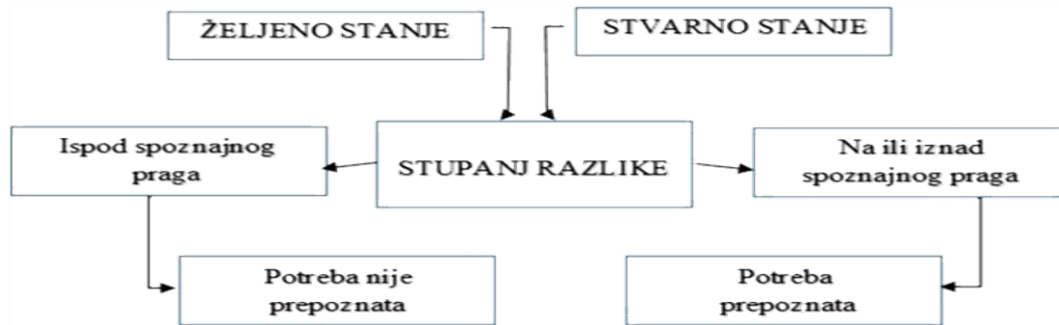 ŽELJENO STANJE
STVARNO STANJE
Ispod spoznajnog
praga
STUPANJ RAZLIKE
Na ili iznad
spoznajnog praga
Potreba nije
prepoznata
Potreba
prepoznata